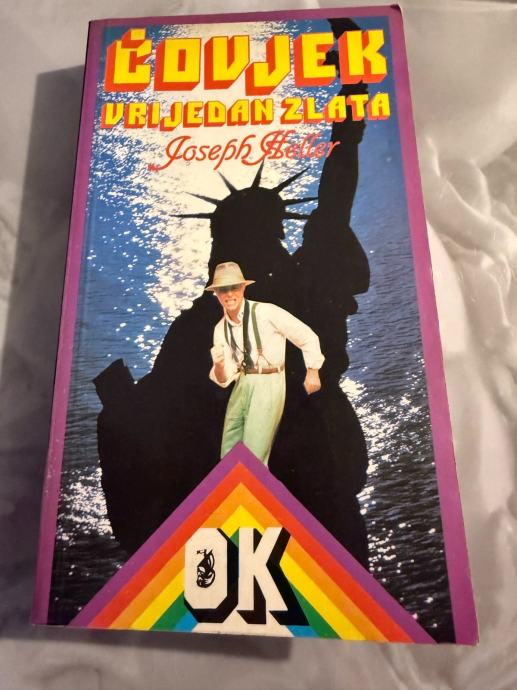 ČOVJEK
VRIJEDAN ZLATA
Joseph Heller
OK